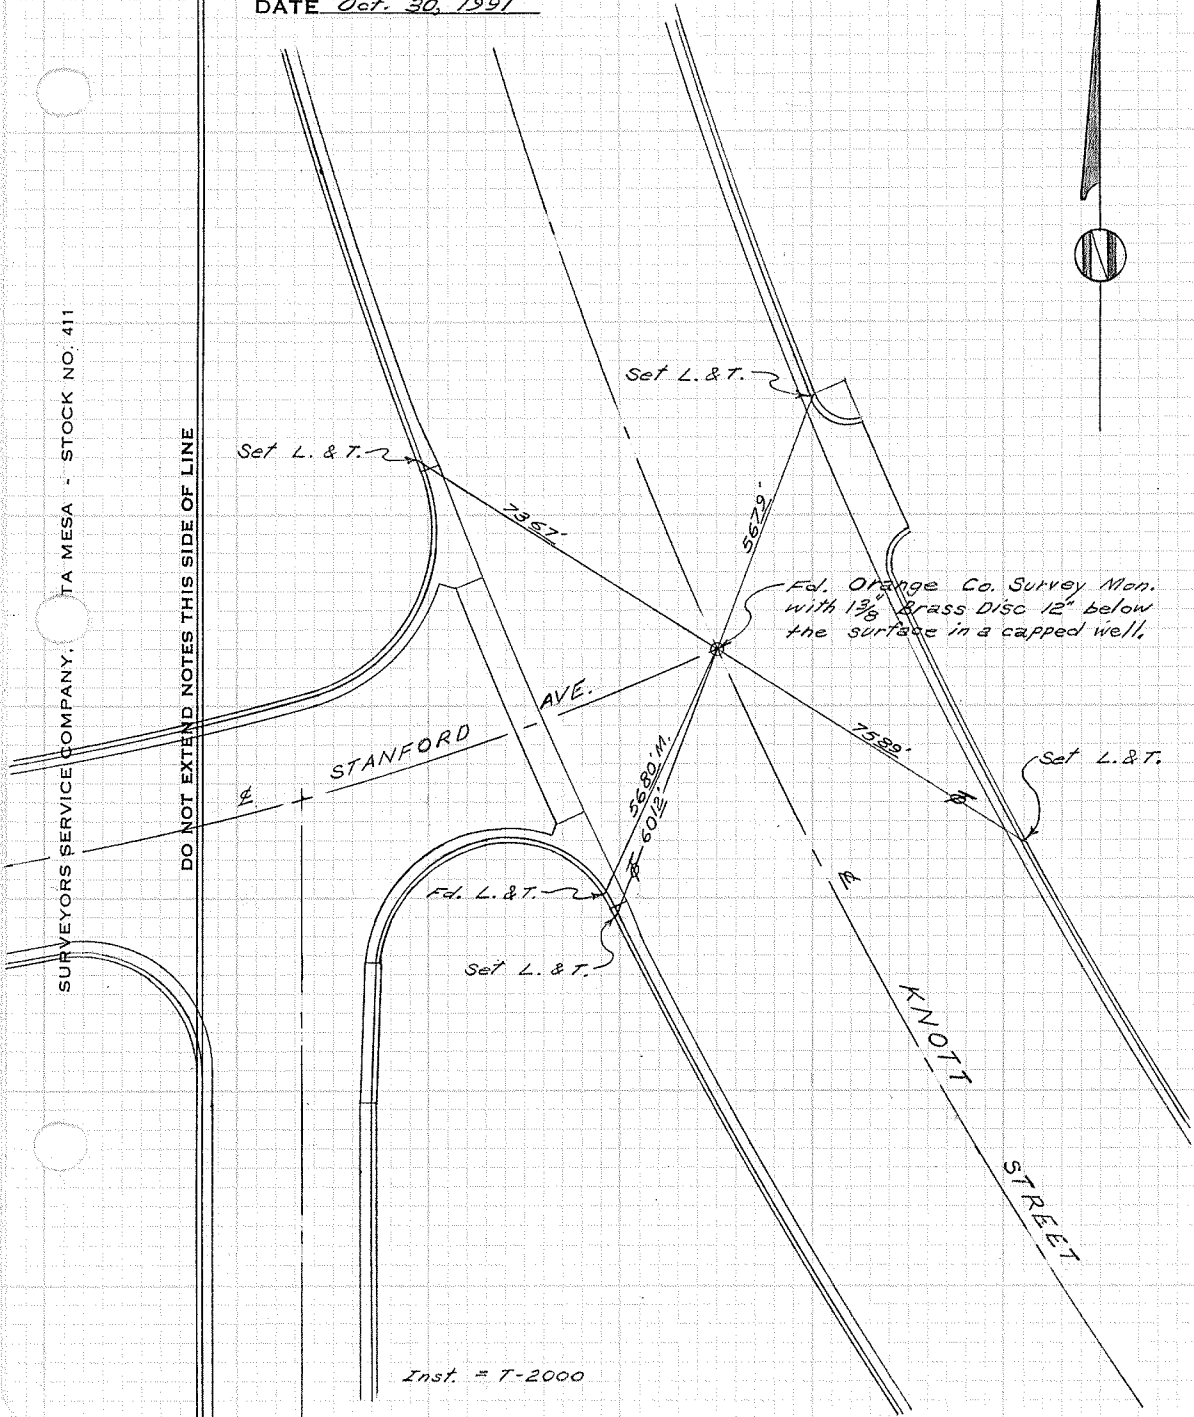 DATE Oct. 30, 1991
SURVEYORS SERVICE COMPANY, TA MESA - STOCK NO. 411
DO NOT EXTEND NOTES THIS SIDE OF LINE
Set L. & T.
Set L. & T.
73.67'
56.79'
Fd. Orange Co. Survey Mon.
with 1 3/8" Brass Disc 12" below
the surface in a capped well.
STANFORD AVE.
℄
56.80' M.
60.12'
75.89'
Set L. & T.
Fd. L. & T.
Set L. & T.
℄
KNOTT STREET
Inst. = T-2000